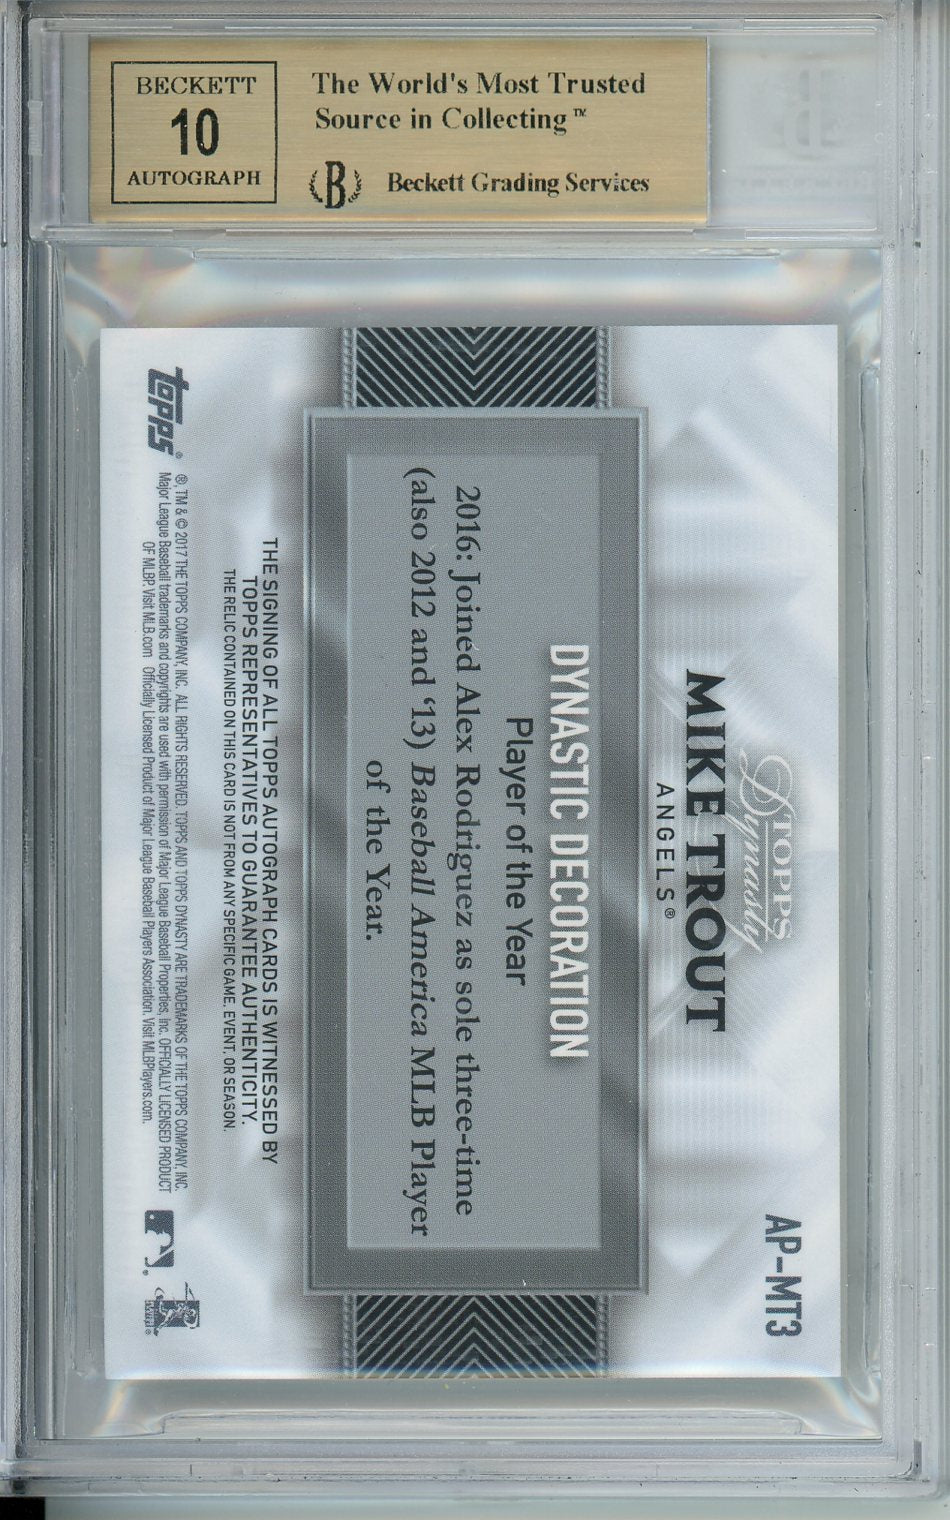 BECKETT
10
AUTOGRAPH
The World's Most Trusted
Source in Collecting™
B
Beckett Grading Services
AP-MT3
TOPPS
Dynasty
MIKE TROUT
ANGELS®
DYNASTIC DECORATION
Player of the Year
2016: Joined Alex Rodriguez as sole three-time
(also 2012 and ‘13) Baseball America MLB Player
of the Year.
THE SIGNING OF ALL TOPPS AUTOGRAPH CARDS IS WITNESSED BY
TOPPS REPRESENTATIVES TO GUARANTEE AUTHENTICITY.
THE RELIC CONTAINED ON THIS CARD IS NOT FROM ANY SPECIFIC GAME, EVENT, OR SEASON.
topps®
®, TM & © 2017 THE TOPPS COMPANY, INC. ALL RIGHTS RESERVED. TOPPS AND TOPPS DYNASTY ARE TRADEMARKS OF THE TOPPS COMPANY, INC.
Major League Baseball trademarks and copyrights are used with permission of Major League Baseball Properties, Inc. OFFICIALLY LICENSED PRODUCT
OF MLBP. Visit MLB.com Officially Licensed Product of Major League Baseball Players Association. Visit MLBPlayers.com.